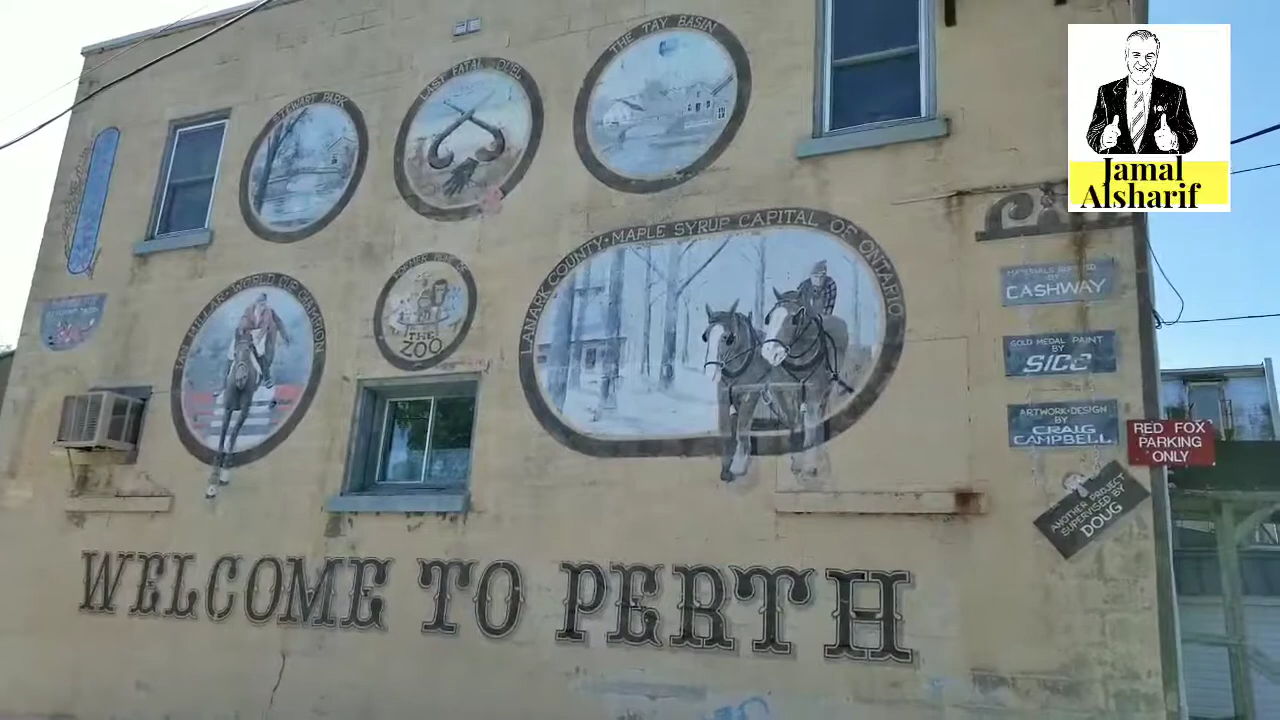 THE TAY BASIN
LAST FATAL DUEL
STEWART PARK
LANARK COUNTY · MAPLE SYRUP CAPITAL OF ONTARIO
WORLD CUP CHAMPION
THE
ZOO
MATERIALS
BY
CASHWAY
GOLD MEDAL PAINT
BY
SICO
ARTWORK · DESIGN
BY
CRAIG
CAMPBELL
RED FOX
PARKING
ONLY
ANOTHER PROJECT
SUPERVISED BY
DOUG
WELCOME TO PERTH
Jamal
Alsharif